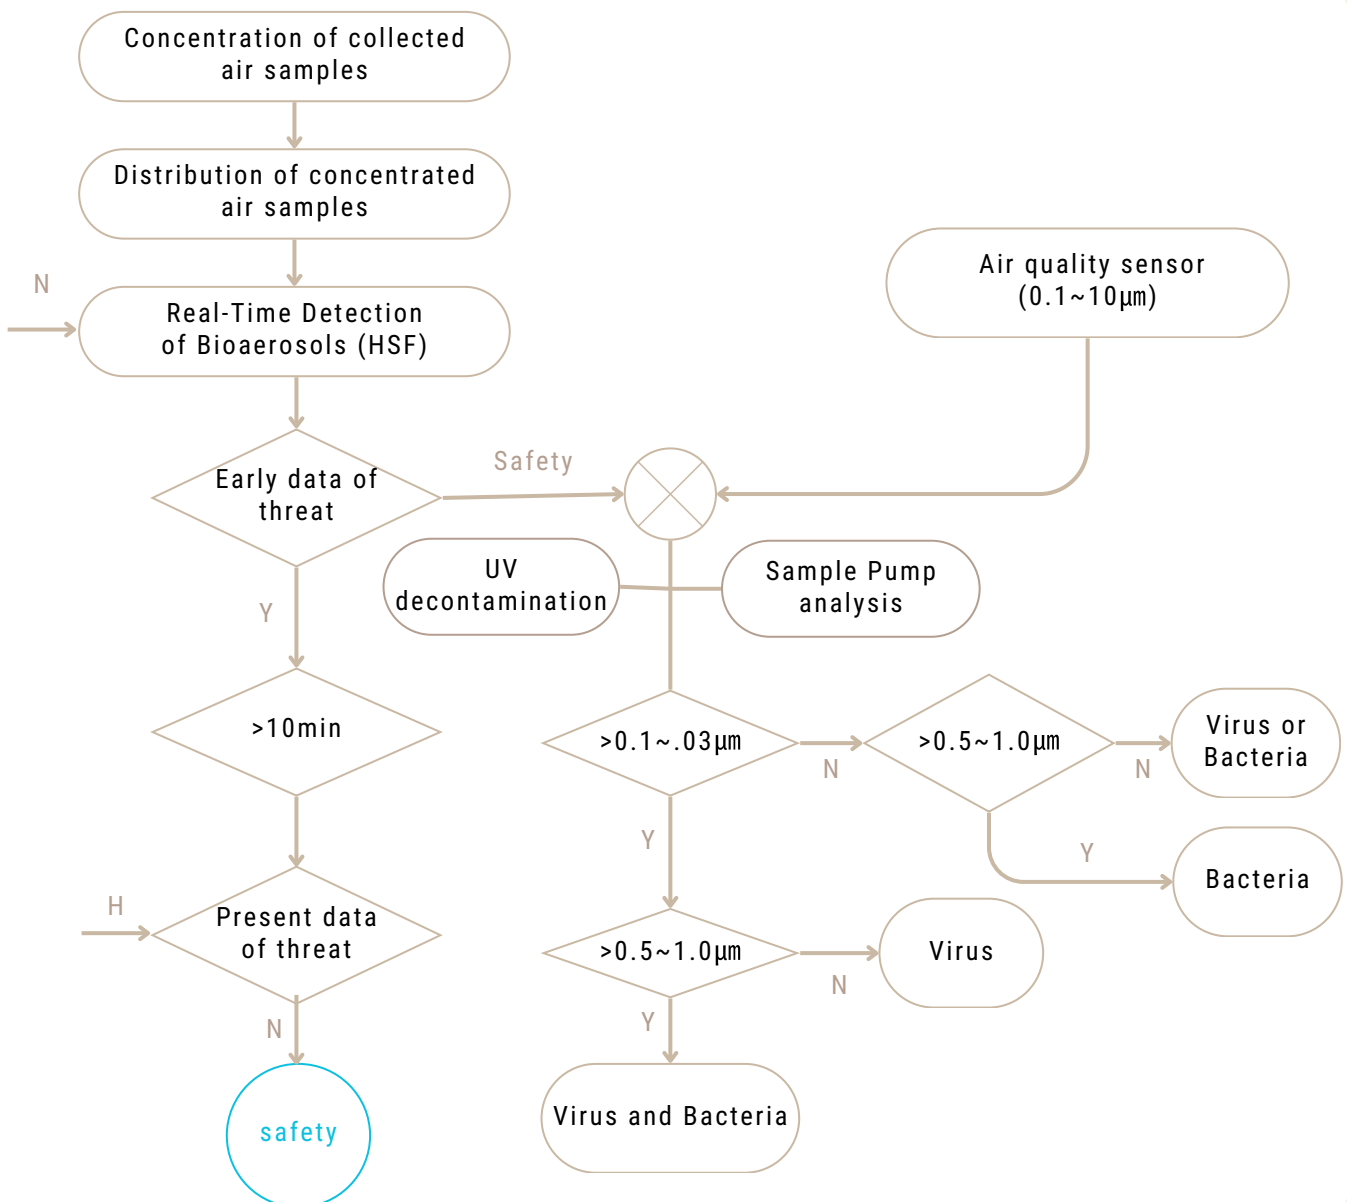 Concentration of collected
air samples
Distribution of concentrated
air samples
N
Real-Time Detection
of Bioaerosols (HSF)
Air quality sensor
(0.1~10μm)
Early data of
threat
Safety
UV
decontamination
Sample Pump
analysis
Y
>10min
>0.1~.03μm
N
>0.5~1.0μm
N
Virus or
Bacteria
Y
Y
Bacteria
H
Present data
of threat
>0.5~1.0μm
N
Virus
N
Y
safety
Virus and Bacteria